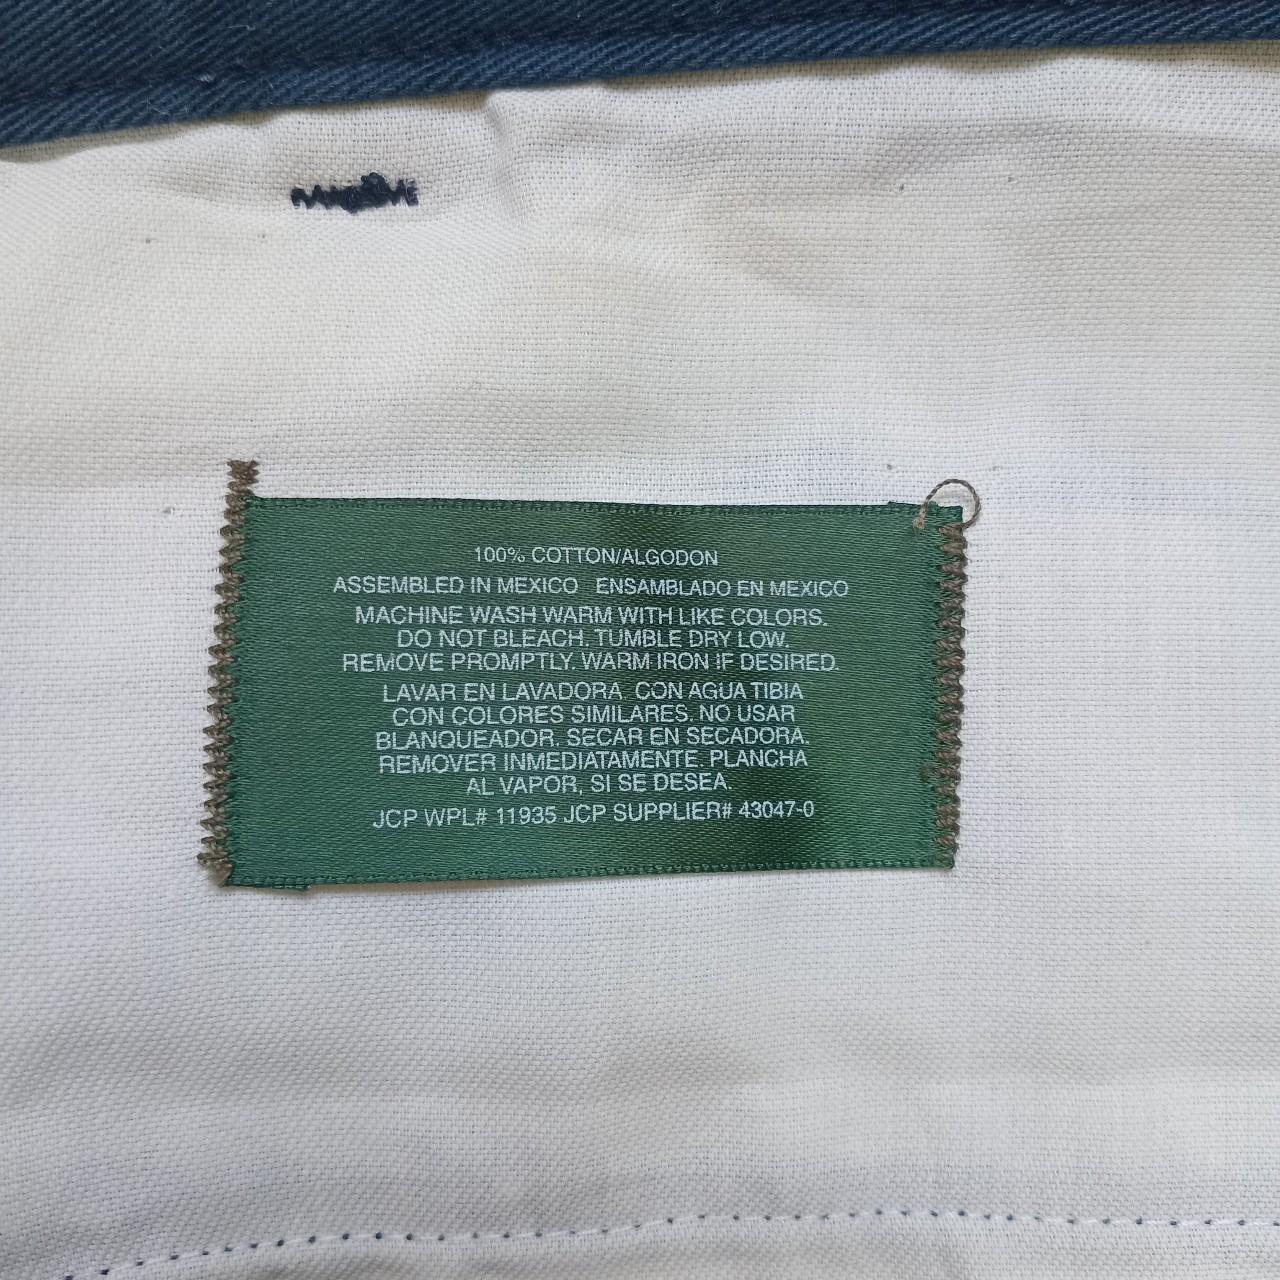 100% COTTON/ALGODON
ASSEMBLED IN MEXICO ENSAMBLADO EN MEXICO
MACHINE WASH WARM WITH LIKE COLORS.
DO NOT BLEACH. TUMBLE DRY LOW.
REMOVE PROMPTLY. WARM IRON IF DESIRED.
LAVAR EN LAVADORA CON AGUA TIBIA
CON COLORES SIMILARES. NO USAR
BLANQUEADOR. SECAR EN SECADORA.
REMOVER INMEDIATAMENTE. PLANCHA
AL VAPOR, SI SE DESEA.
JCP WPL# 11935 JCP SUPPLIER# 43047-0